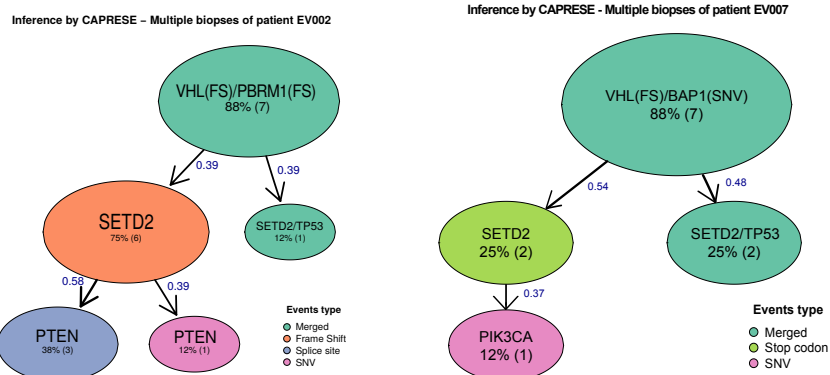 Inference by CAPRESE – Multiple biopses of patient EV002
VHL(FS)/PBRM1(FS)
88% (7)
0.39
0.39
SETD2
75% (6)
SETD2/TP53
12% (1)
0.58
0.39
PTEN
38% (3)
PTEN
12% (1)
Events type
Merged
Frame Shift
Splice site
SNV
Inference by CAPRESE - Multiple biopses of patient EV007
VHL(FS)/BAP1(SNV)
88% (7)
0.54
0.48
SETD2
25% (2)
SETD2/TP53
25% (2)
0.37
PIK3CA
12% (1)
Events type
Merged
Stop codon
SNV